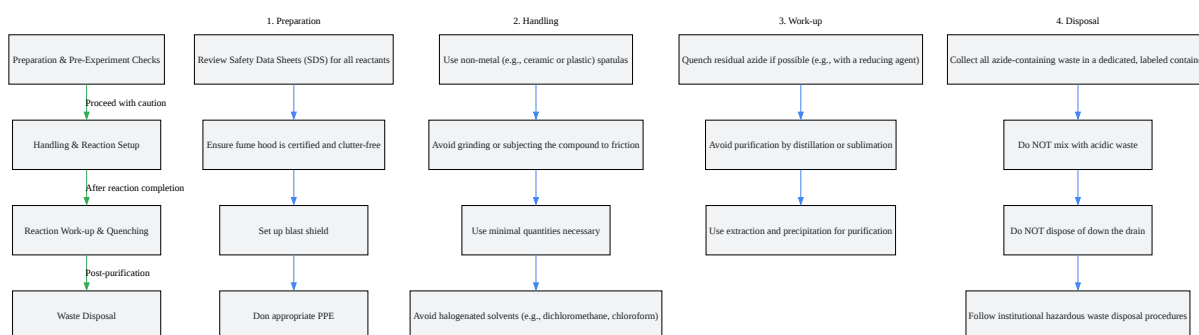 Preparation & Pre-Experiment Checks
Proceed with caution
Handling & Reaction Setup
After reaction completion
Reaction Work-up & Quenching
Post-purification
Waste Disposal
1. Preparation
Review Safety Data Sheets (SDS) for all reactants
Ensure fume hood is certified and clutter-free
Set up blast shield
Don appropriate PPE
2. Handling
Use non-metal (e.g., ceramic or plastic) spatulas
Avoid grinding or subjecting the compound to friction
Use minimal quantities necessary
Avoid halogenated solvents (e.g., dichloromethane, chloroform)
3. Work-up
Quench residual azide if possible (e.g., with a reducing agent)
Avoid purification by distillation or sublimation
Use extraction and precipitation for purification
4. Disposal
Collect all azide-containing waste in a dedicated, labeled contain
Do NOT mix with acidic waste
Do NOT dispose of down the drain
Follow institutional hazardous waste disposal procedures